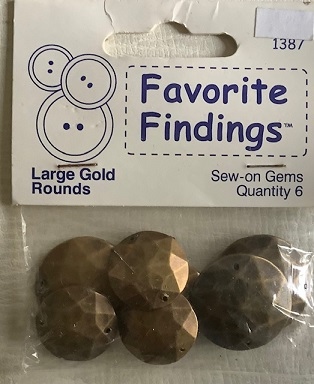 1387
Favorite
Findings™
Large Gold
Rounds
Sew-on Gems
Quantity 6